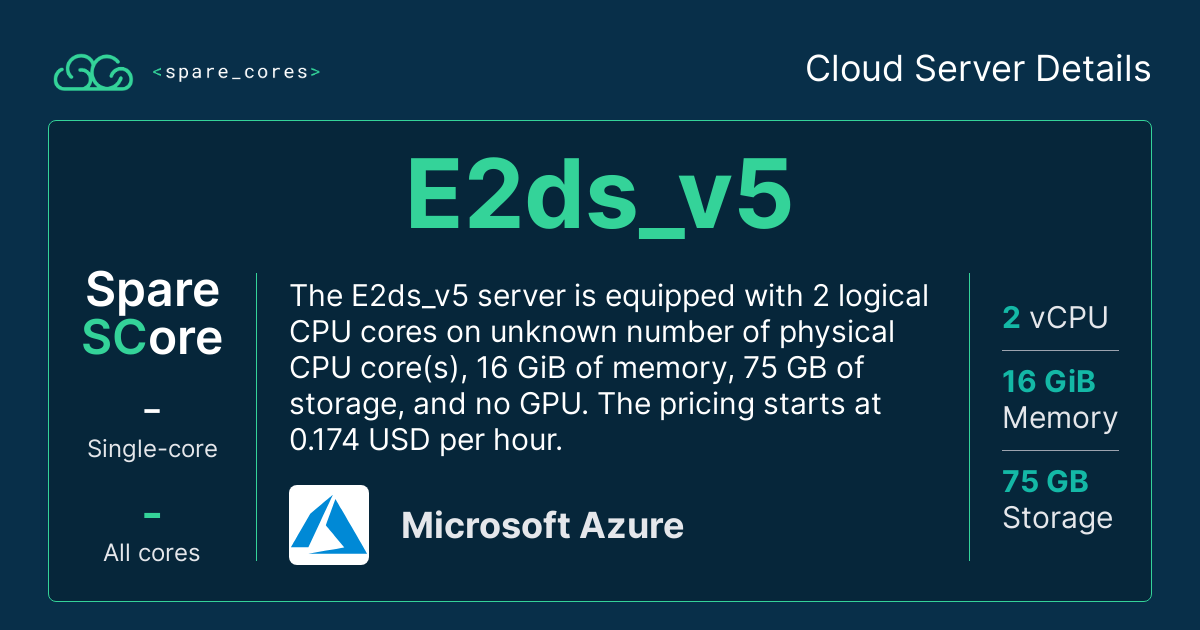 <spare_cores>
Cloud Server Details
E2ds_v5
Spare
SCore
–
Single-core
–
All cores
The E2ds_v5 server is equipped with 2 logical
CPU cores on unknown number of physical
CPU core(s), 16 GiB of memory, 75 GB of
storage, and no GPU. The pricing starts at
0.174 USD per hour.
Microsoft Azure
2 vCPU
16 GiB
Memory
75 GB
Storage